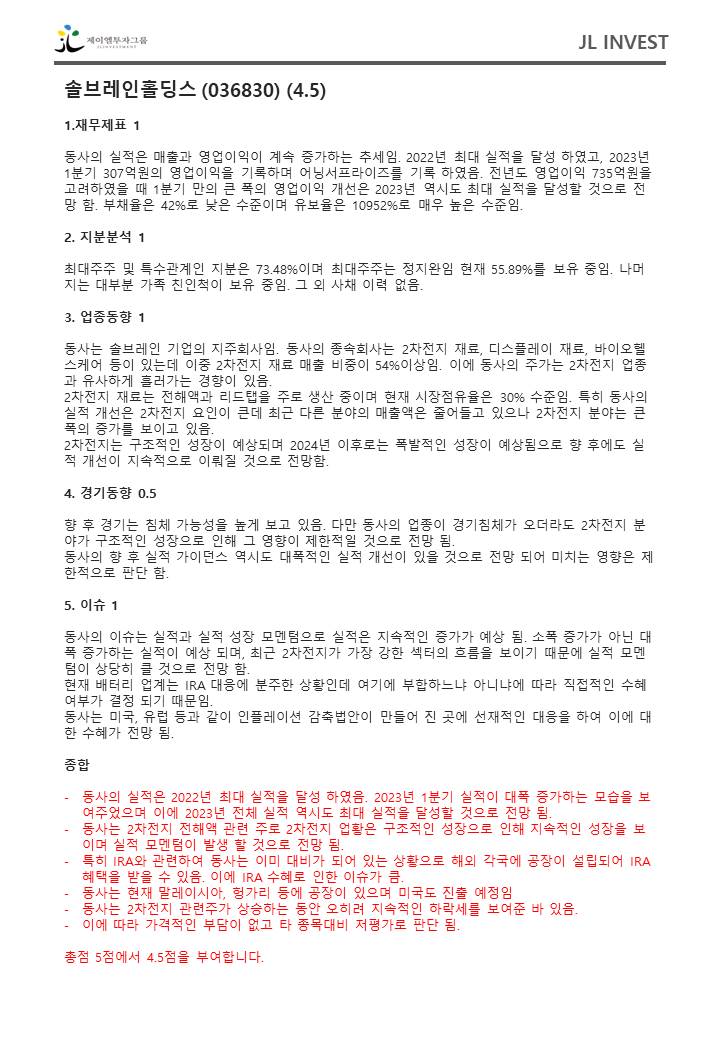 제이엘투자그룹
JL INVESTMENT
JL INVEST
솔브레인홀딩스 (036830) (4.5)
1.재무제표 1
동사의 실적은 매출과 영업이익이 계속 증가하는 추세임. 2022년 최대 실적을 달성 하였고, 2023년
1분기 307억원의 영업이익을 기록하며 어닝서프라이즈를 기록 하였음. 전년도 영업이익 735억원을
고려하였을 때 1분기 만의 큰 폭의 영업이익 개선은 2023년 역시도 최대 실적을 달성할 것으로 전
망 함. 부채율은 42%로 낮은 수준이며 유보율은 10952%로 매우 높은 수준임.
2. 지분분석 1
최대주주 및 특수관계인 지분은 73.48%이며 최대주주는 정지완임 현재 55.89%를 보유 중임. 나머
지는 대부분 가족 친인척이 보유 중임. 그 외 사채 이력 없음.
3. 업종동향 1
동사는 솔브레인 기업의 지주회사임. 동사의 종속회사는 2차전지 재료, 디스플레이 재료, 바이오헬
스케어 등이 있는데 이중 2차전지 재료 매출 비중이 54%이상임. 이에 동사의 주가는 2차전지 업종
과 유사하게 흘러가는 경향이 있음.
2차전지 재료는 전해액과 리드탭을 주로 생산 중이며 현재 시장점유율은 30% 수준임. 특히 동사의
실적 개선은 2차전지 요인이 큰데 최근 다른 분야의 매출액은 줄어들고 있으나 2차전지 분야는 큰
폭의 증가를 보이고 있음.
2차전지는 구조적인 성장이 예상되며 2024년 이후로는 폭발적인 성장이 예상됨으로 향 후에도 실
적 개선이 지속적으로 이뤄질 것으로 전망함.
4. 경기동향 0.5
향 후 경기는 침체 가능성을 높게 보고 있음. 다만 동사의 업종이 경기침체가 오더라도 2차전지 분
야가 구조적인 성장으로 인해 그 영향이 제한적일 것으로 전망 됨.
동사의 향 후 실적 가이던스 역시도 대폭적인 실적 개선이 있을 것으로 전망 되어 미치는 영향은 제
한적으로 판단 함.
5. 이슈 1
동사의 이슈는 실적과 실적 성장 모멘텀으로 실적은 지속적인 증가가 예상 됨. 소폭 증가가 아닌 대
폭 증가하는 실적이 예상 되며, 최근 2차전지가 가장 강한 섹터의 흐름을 보이기 때문에 실적 모멘
텀이 상당히 클 것으로 전망 함.
현재 배터리 업계는 IRA 대응에 분주한 상황인데 여기에 부합하느냐 아니냐에 따라 직접적인 수혜
여부가 결정 되기 때문임.
동사는 미국, 유럽 등과 같이 인플레이션 감축법안이 만들어 진 곳에 선재적인 대응을 하여 이에 대
한 수혜가 전망 됨.
종합
- 동사의 실적은 2022년 최대 실적을 달성 하였음. 2023년 1분기 실적이 대폭 증가하는 모습을 보
여주었으며 이에 2023년 전체 실적 역시도 최대 실적을 달성할 것으로 전망 됨.
- 동사는 2차전지 전해액 관련 주로 2차전지 업황은 구조적인 성장으로 인해 지속적인 성장을 보
이며 실적 모멘텀이 발생 할 것으로 전망 됨.
- 특히 IRA와 관련하여 동사는 이미 대비가 되어 있는 상황으로 해외 각국에 공장이 설립되어 IRA
혜택을 받을 수 있음. 이에 IRA 수혜로 인한 이슈가 큼.
- 동사는 현재 말레이시아, 헝가리 등에 공장이 있으며 미국도 진출 예정임
- 동사는 2차전지 관련주가 상승하는 동안 오히려 지속적인 하락세를 보여준 바 있음.
- 이에 따라 가격적인 부담이 없고 타 종목대비 저평가로 판단 됨.
총점 5점에서 4.5점을 부여합니다.